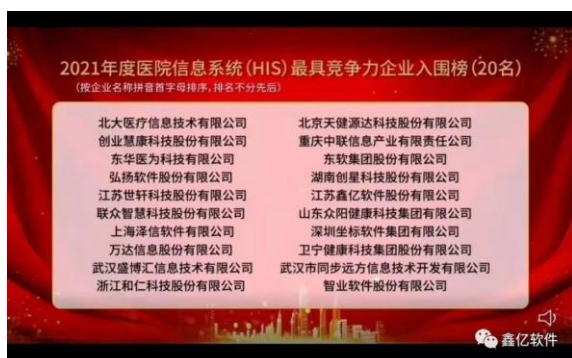 2021年度医院信息系统(HIS)最具竞争力企业入围榜(20名)
(按企业名称拼音首字母排序,排名不分先后)
北大医疗信息技术有限公司 北京天健源达科技股份有限公司
创业慧康科技股份有限公司 重庆中联信息产业有限责任公司
东华医为科技有限公司 东软集团股份有限公司
弘扬软件股份有限公司 湖南创星科技股份有限公司
江苏世轩科技股份有限公司 江苏鑫亿软件股份有限公司
联众智慧科技股份有限公司 山东众阳健康科技集团有限公司
上海泽信软件有限公司 深圳坐标软件集团有限公司
万达信息股份有限公司 卫宁健康科技集团股份有限公司
武汉盛博汇信息技术有限公司 武汉市同步远方信息技术开发有限公司
浙江和仁科技股份有限公司 智业软件股份有限公司
鑫亿软件